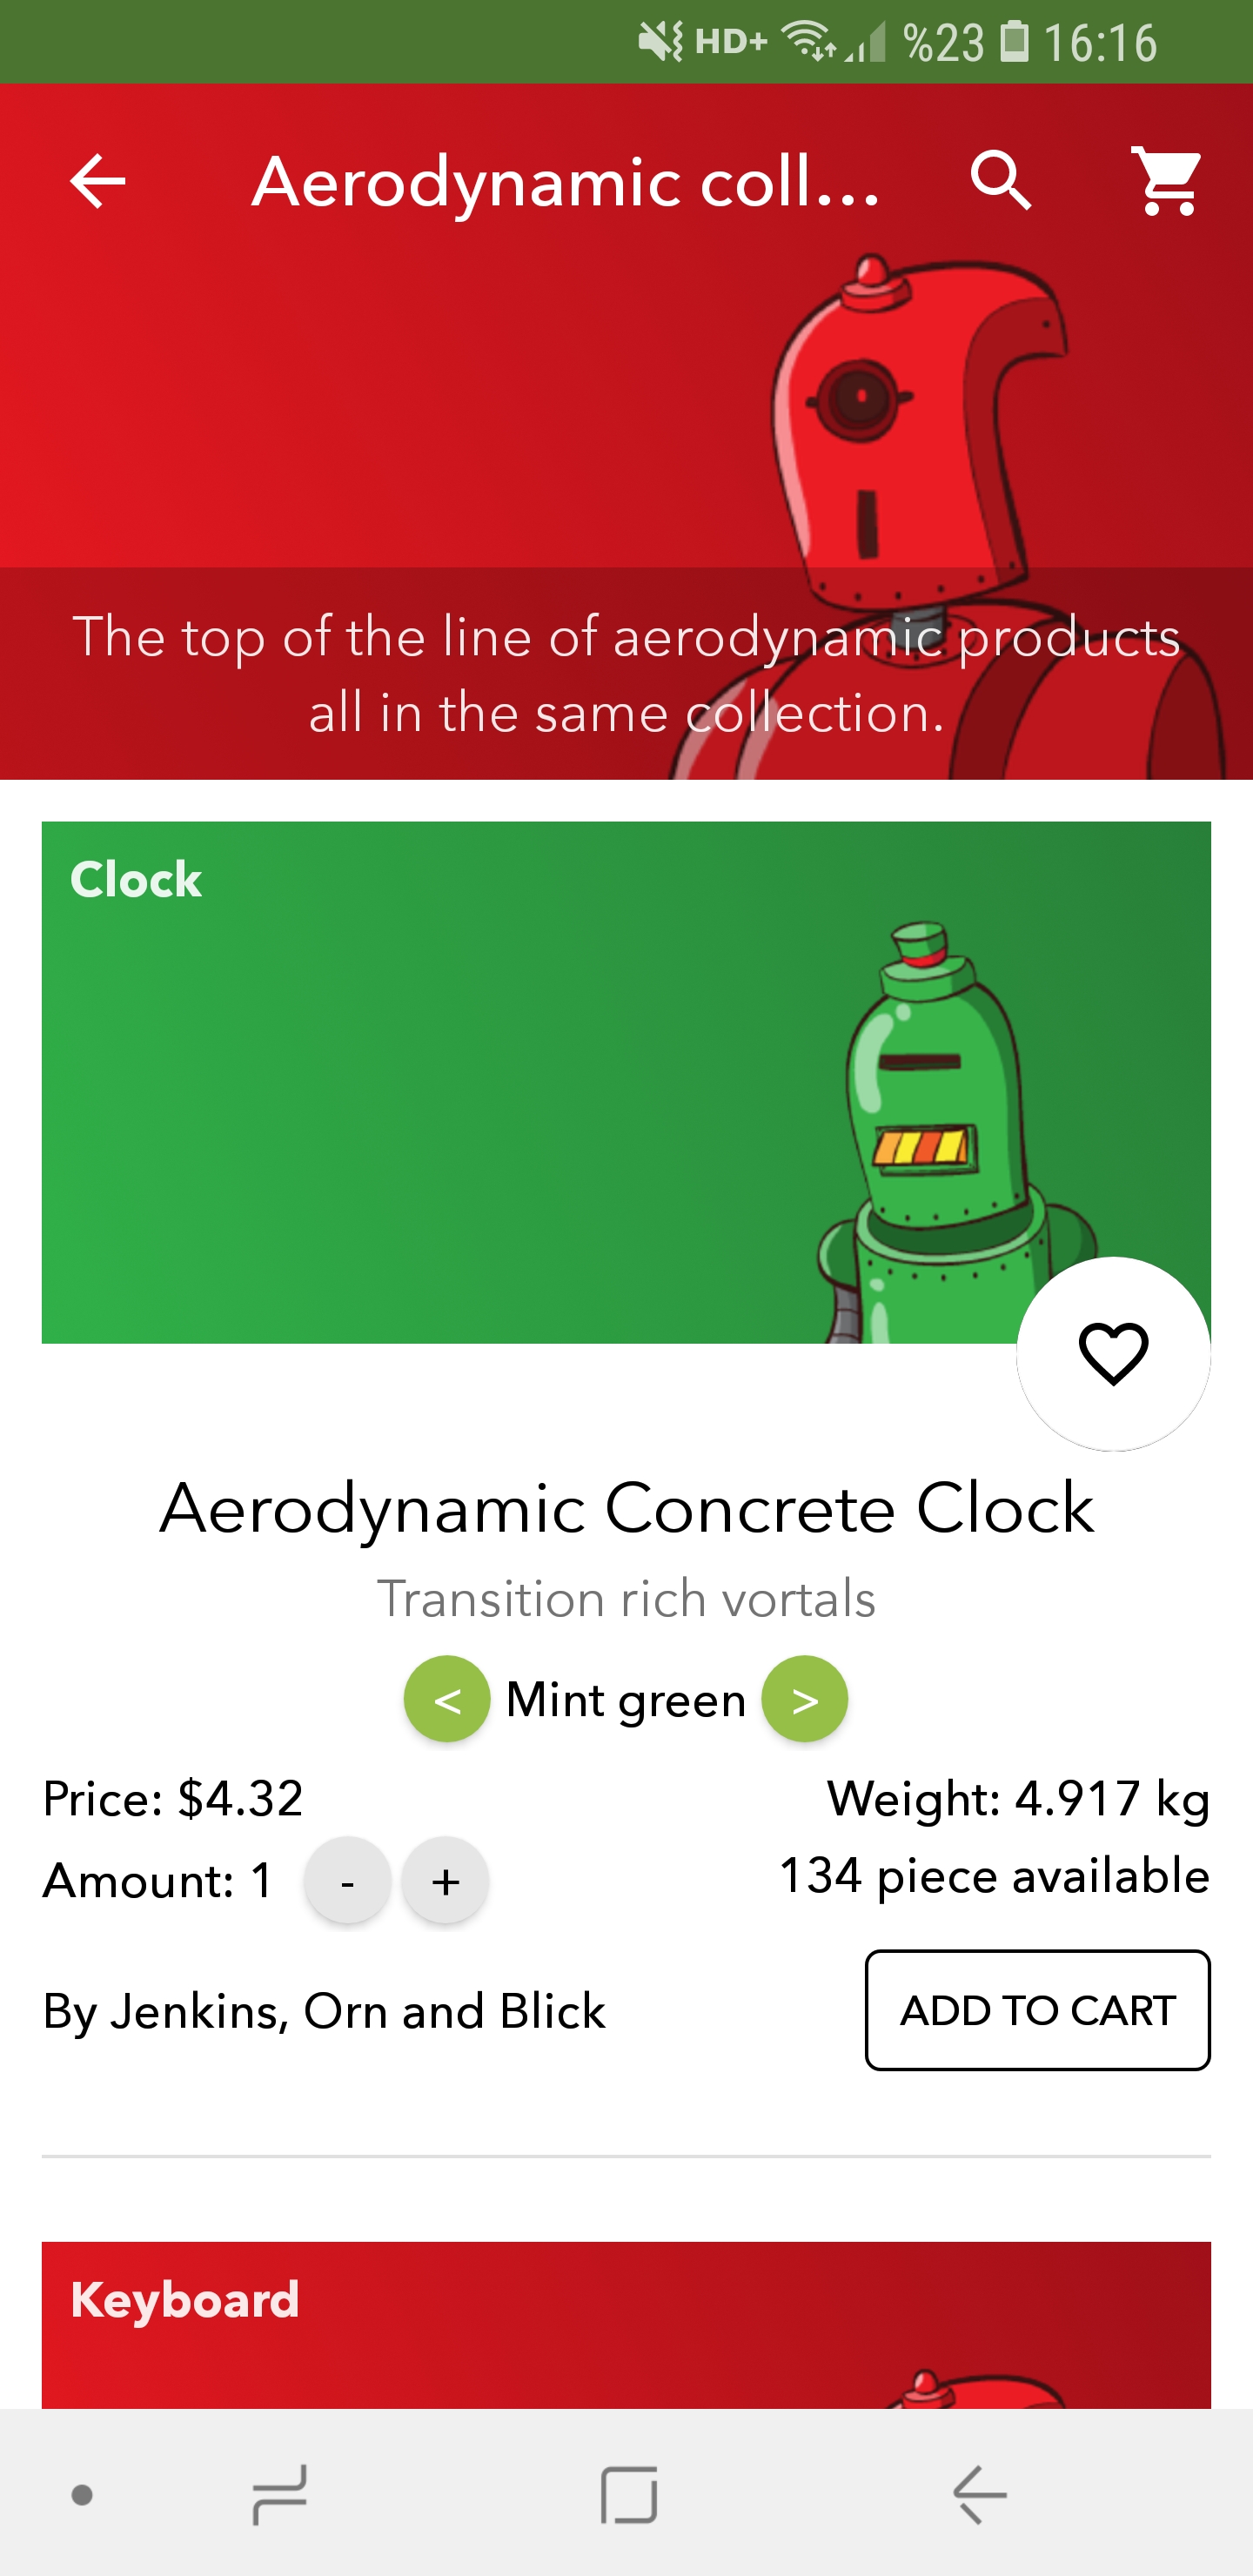 HD+ %23 16:16
Aerodynamic coll...
The top of the line of aerodynamic products
all in the same collection.
Clock
Aerodynamic Concrete Clock
Transition rich vortals
< Mint green >
Price: $4.32
Weight: 4.917 kg
Amount: 1 - +
134 piece available
By Jenkins, Orn and Blick
ADD TO CART
Keyboard